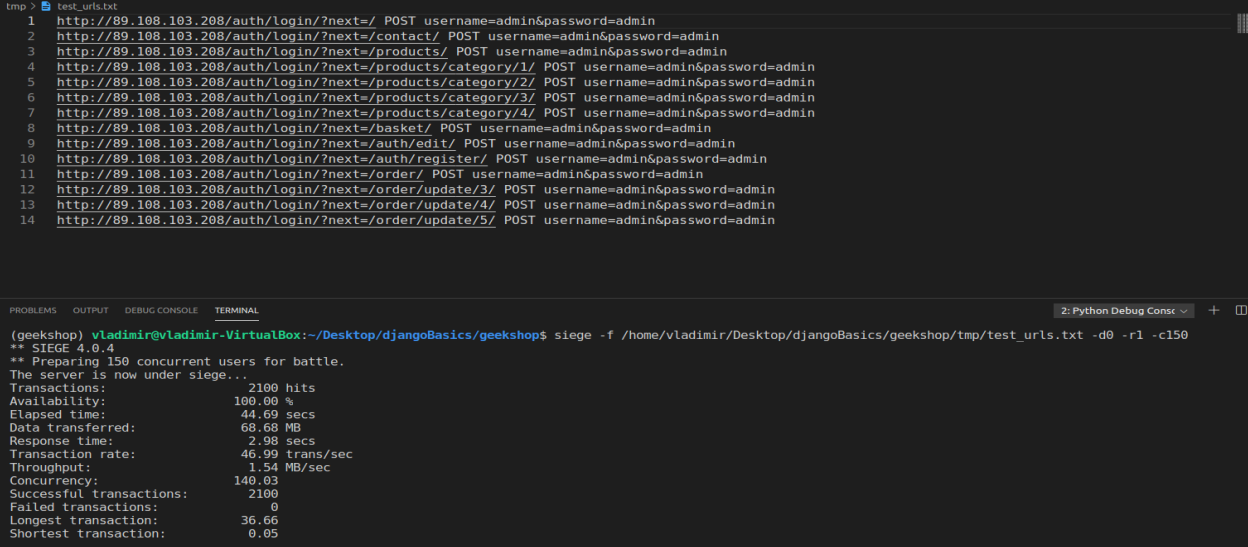 tmp > test_urls.txt
1 http://89.108.103.208/auth/login/?next=/ POST username=admin&password=admin
2 http://89.108.103.208/auth/login/?next=/contact/ POST username=admin&password=admin
3 http://89.108.103.208/auth/login/?next=/products/ POST username=admin&password=admin
4 http://89.108.103.208/auth/login/?next=/products/category/1/ POST username=admin&password=admin
5 http://89.108.103.208/auth/login/?next=/products/category/2/ POST username=admin&password=admin
6 http://89.108.103.208/auth/login/?next=/products/category/3/ POST username=admin&password=admin
7 http://89.108.103.208/auth/login/?next=/products/category/4/ POST username=admin&password=admin
8 http://89.108.103.208/auth/login/?next=/basket/ POST username=admin&password=admin
9 http://89.108.103.208/auth/login/?next=/auth/edit/ POST username=admin&password=admin
10 http://89.108.103.208/auth/login/?next=/auth/register/ POST username=admin&password=admin
11 http://89.108.103.208/auth/login/?next=/order/ POST username=admin&password=admin
12 http://89.108.103.208/auth/login/?next=/order/update/3/ POST username=admin&password=admin
13 http://89.108.103.208/auth/login/?next=/order/update/4/ POST username=admin&password=admin
14 http://89.108.103.208/auth/login/?next=/order/update/5/ POST username=admin&password=admin
PROBLEMS OUTPUT DEBUG CONSOLE TERMINAL 2: Python Debug Consc
(geekshop) vladimir@vladimir-VirtualBox:~/Desktop/djangoBasics/geekshop$ siege -f /home/vladimir/Desktop/djangoBasics/geekshop/tmp/test_urls.txt -d0 -r1 -c150
** SIEGE 4.0.4
** Preparing 150 concurrent users for battle.
The server is now under siege...
Transactions: 2100 hits
Availability: 100.00 %
Elapsed time: 44.69 secs
Data transferred: 68.68 MB
Response time: 2.98 secs
Transaction rate: 46.99 trans/sec
Throughput: 1.54 MB/sec
Concurrency: 140.03
Successful transactions: 2100
Failed transactions: 0
Longest transaction: 36.66
Shortest transaction: 0.05